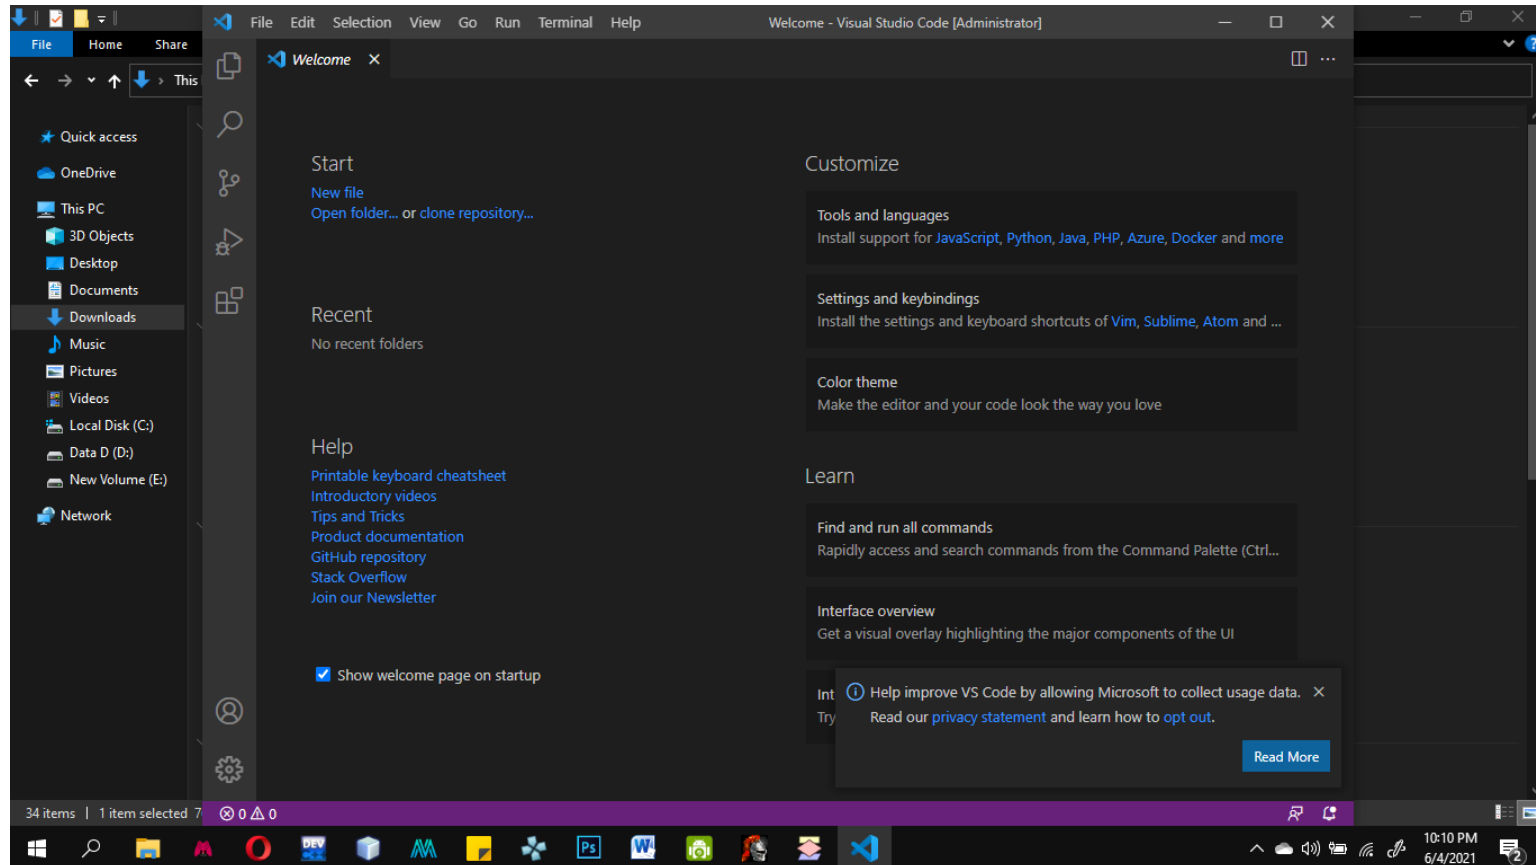 File Edit Selection View Go Run Terminal Help
Welcome - Visual Studio Code [Administrator]
File Home Share
Welcome
This
Quick access
OneDrive
This PC
3D Objects
Desktop
Documents
Downloads
Music
Pictures
Videos
Local Disk (C:)
Data D (D:)
New Volume (E:)
Network
Start
New file
Open folder... or clone repository...
Recent
No recent folders
Help
Printable keyboard cheatsheet
Introductory videos
Tips and Tricks
Product documentation
GitHub repository
Stack Overflow
Join our Newsletter
Show welcome page on startup
Customize
Tools and languages
Install support for JavaScript, Python, Java, PHP, Azure, Docker and more
Settings and keybindings
Install the settings and keyboard shortcuts of Vim, Sublime, Atom and ...
Color theme
Make the editor and your code look the way you love
Learn
Find and run all commands
Rapidly access and search commands from the Command Palette (Ctrl...
Interface overview
Get a visual overlay highlighting the major components of the UI
Int
Try
Help improve VS Code by allowing Microsoft to collect usage data.
Read our privacy statement and learn how to opt out.
Read More
34 items 1 item selected 7
0 0
DEV
Ps
W
10:10 PM
6/4/2021
2